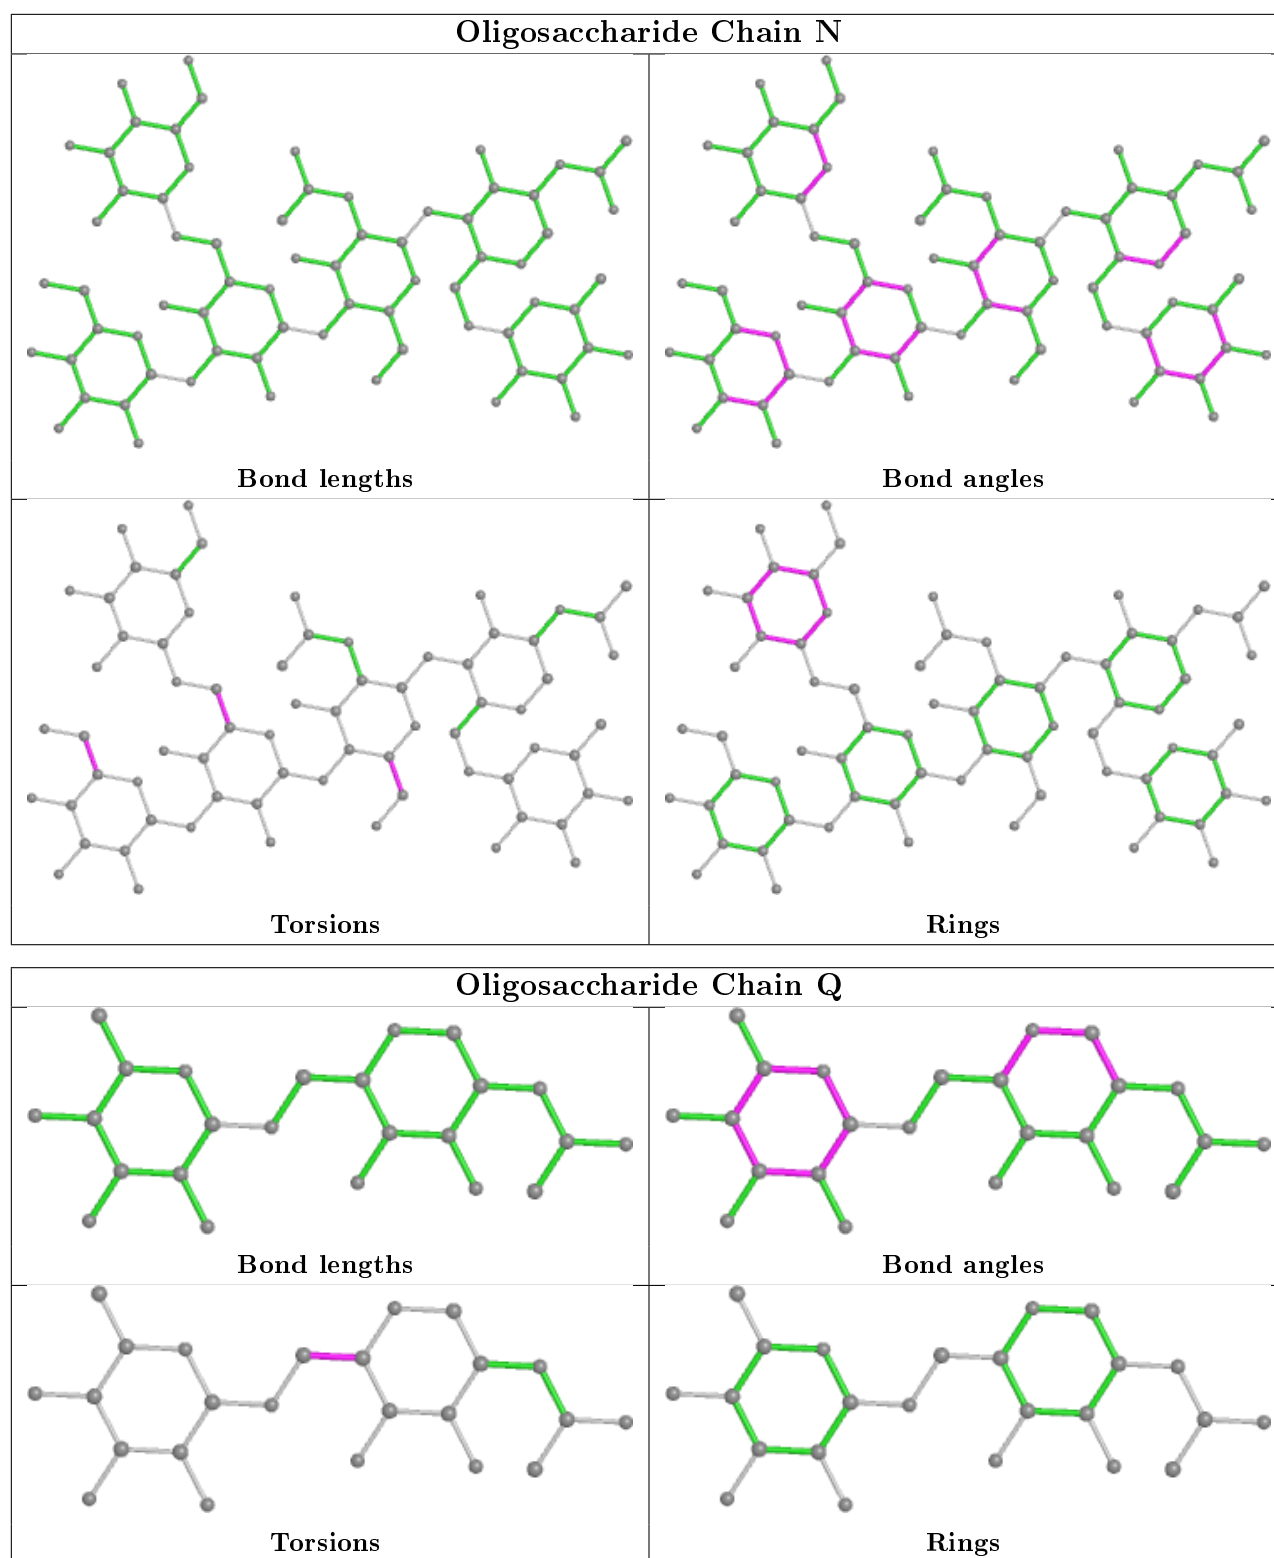 Oligosaccharide Chain N
Bond lengths
Bond angles
Torsions
Rings
Oligosaccharide Chain Q
Bond lengths
Bond angles
Torsions
Rings